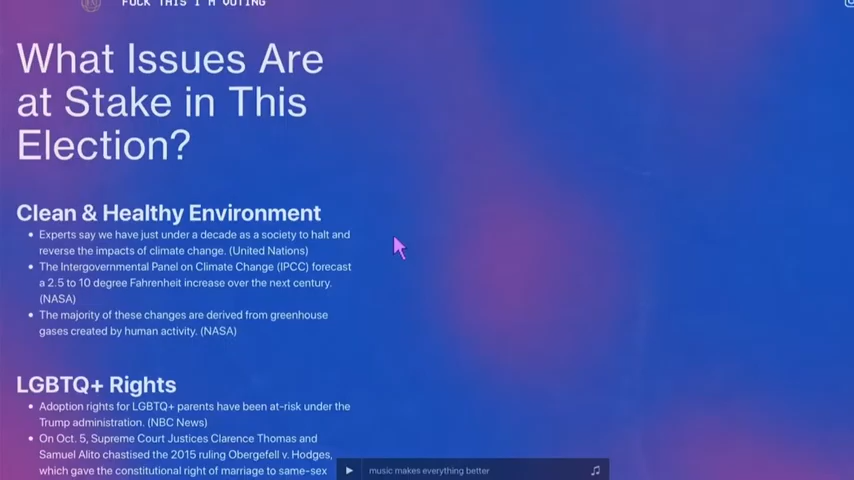 FUCK THIS I'M VOTING
What Issues Are
at Stake in This
Election?
Clean & Healthy Environment
• Experts say we have just under a decade as a society to halt and
reverse the impacts of climate change. (United Nations)
• The Intergovernmental Panel on Climate Change (IPCC) forecast
a 2.5 to 10 degree Fahrenheit increase over the next century.
(NASA)
• The majority of these changes are derived from greenhouse
gases created by human activity. (NASA)
LGBTQ+ Rights
• Adoption rights for LGBTQ+ parents have been at-risk under the
Trump administration. (NBC News)
• On Oct. 5, Supreme Court Justices Clarence Thomas and
Samuel Alito chastised the 2015 ruling Obergefell v. Hodges,
which gave the constitutional right of marriage to same-sex
music makes everything better